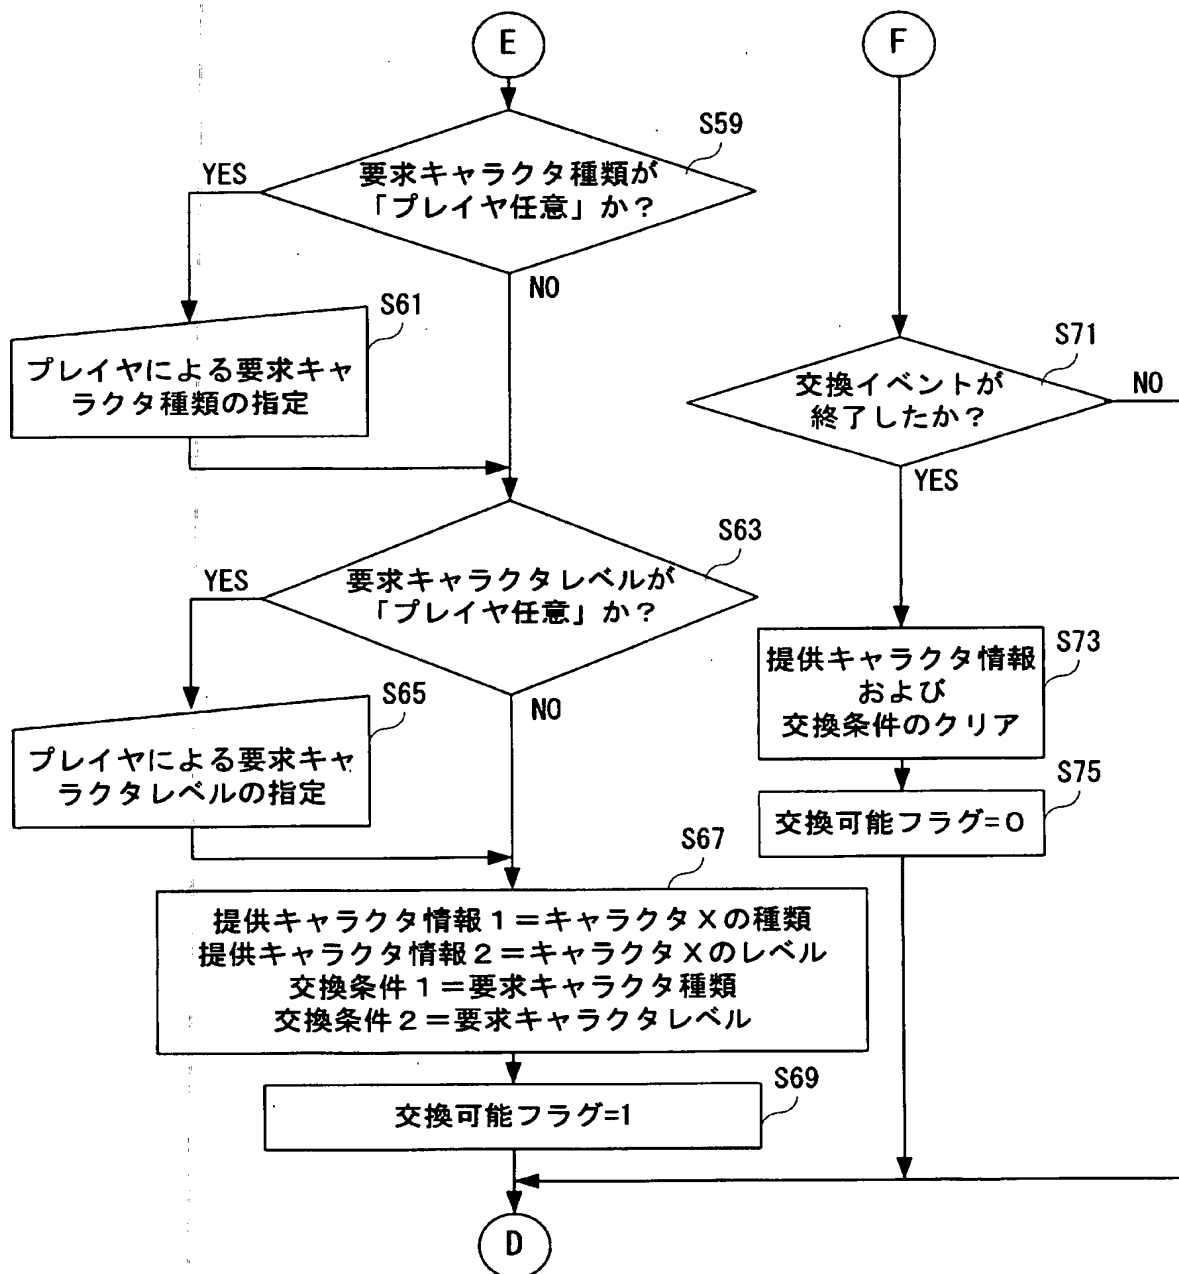 E
S59
要求キャラクタ種類が
「プレイヤ任意」か？
YES
NO
S61
プレイヤによる要求キャ
ラクタ種類の指定
S63
要求キャラクタレベルが
「プレイヤ任意」か？
YES
NO
S65
プレイヤによる要求キャ
ラクタレベルの指定
S67
提供キャラクタ情報１＝キャラクタＸの種類
提供キャラクタ情報２＝キャラクタＸのレベル
交換条件１＝要求キャラクタ種類
交換条件２＝要求キャラクタレベル
S69
交換可能フラグ=1
D
F
S71
交換イベントが
終了したか？
NO
YES
S73
提供キャラクタ情報
および
交換条件のクリア
S75
交換可能フラグ=０